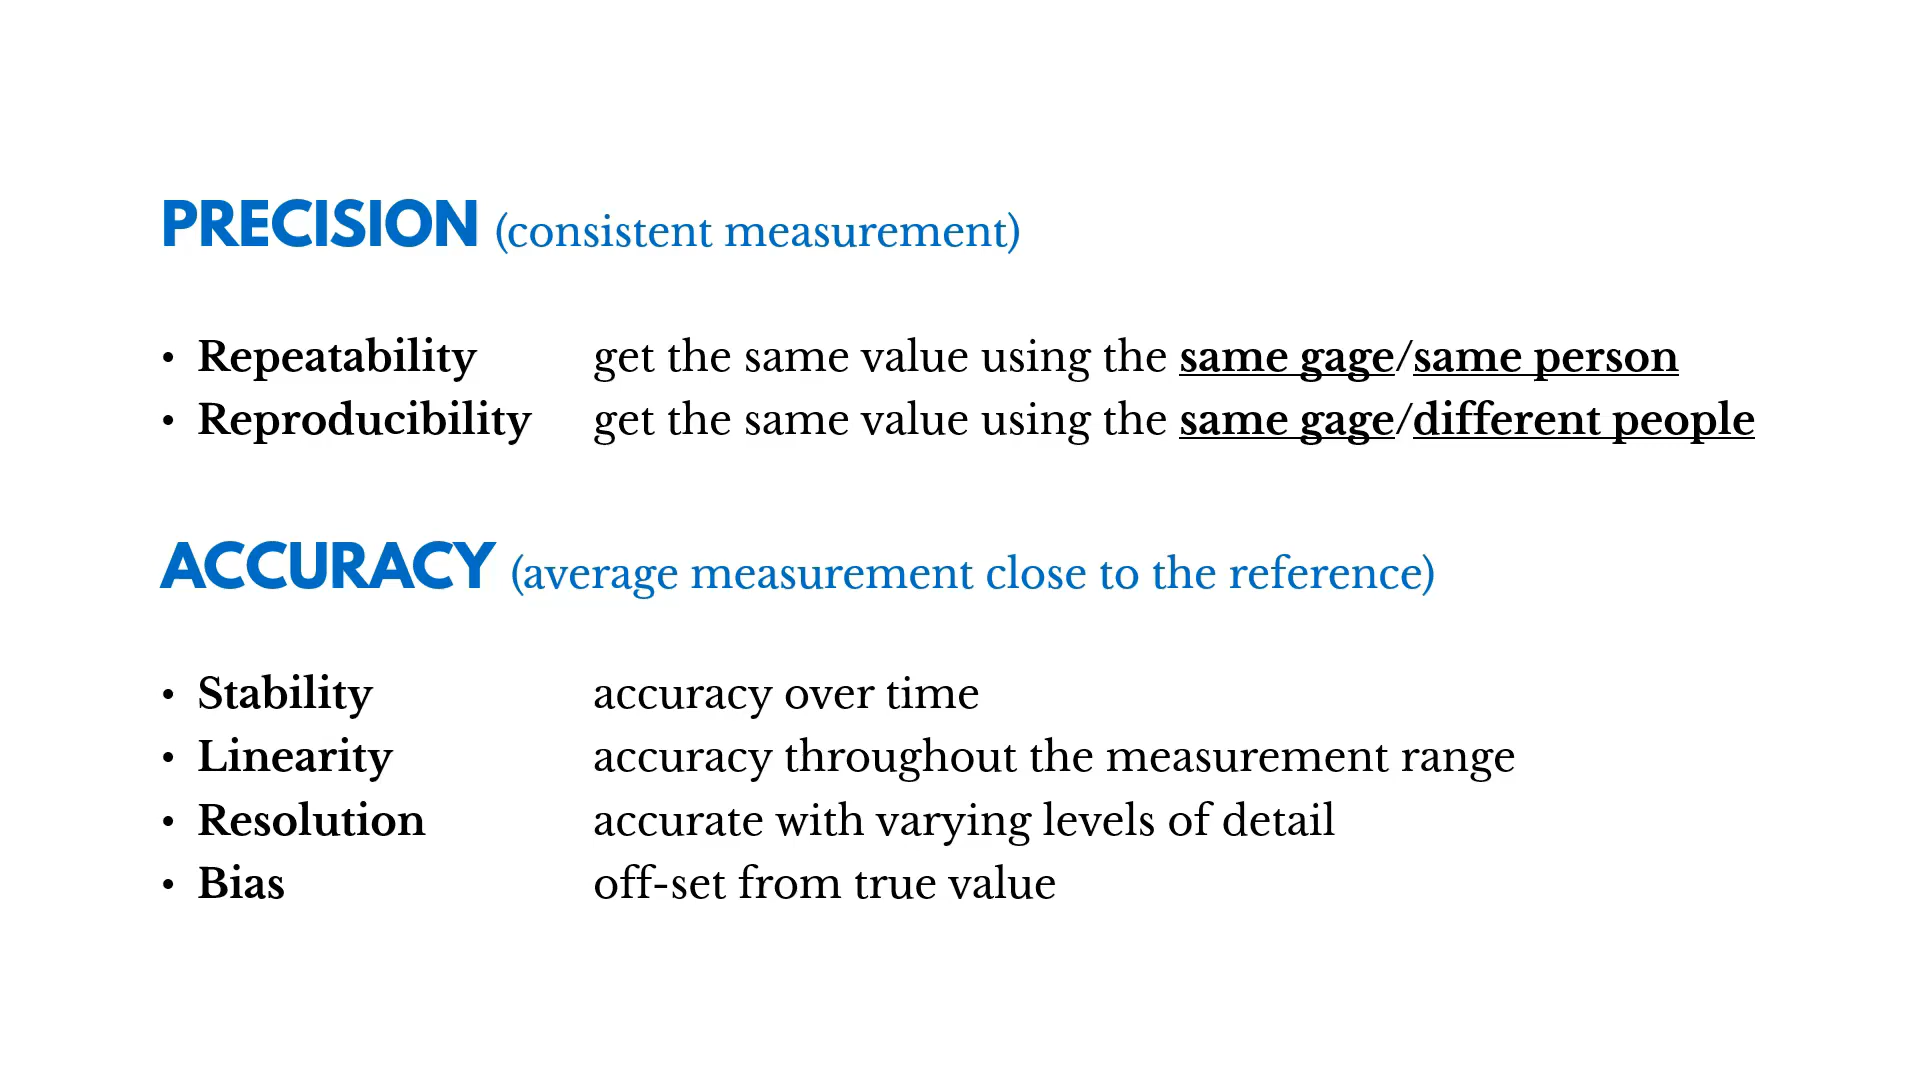 PRECISION (consistent measurement)
• Repeatability get the same value using the same gage/same person
• Reproducibility get the same value using the same gage/different people
ACCURACY (average measurement close to the reference)
• Stability accuracy over time
• Linearity accuracy throughout the measurement range
• Resolution accurate with varying levels of detail
• Bias off-set from true value